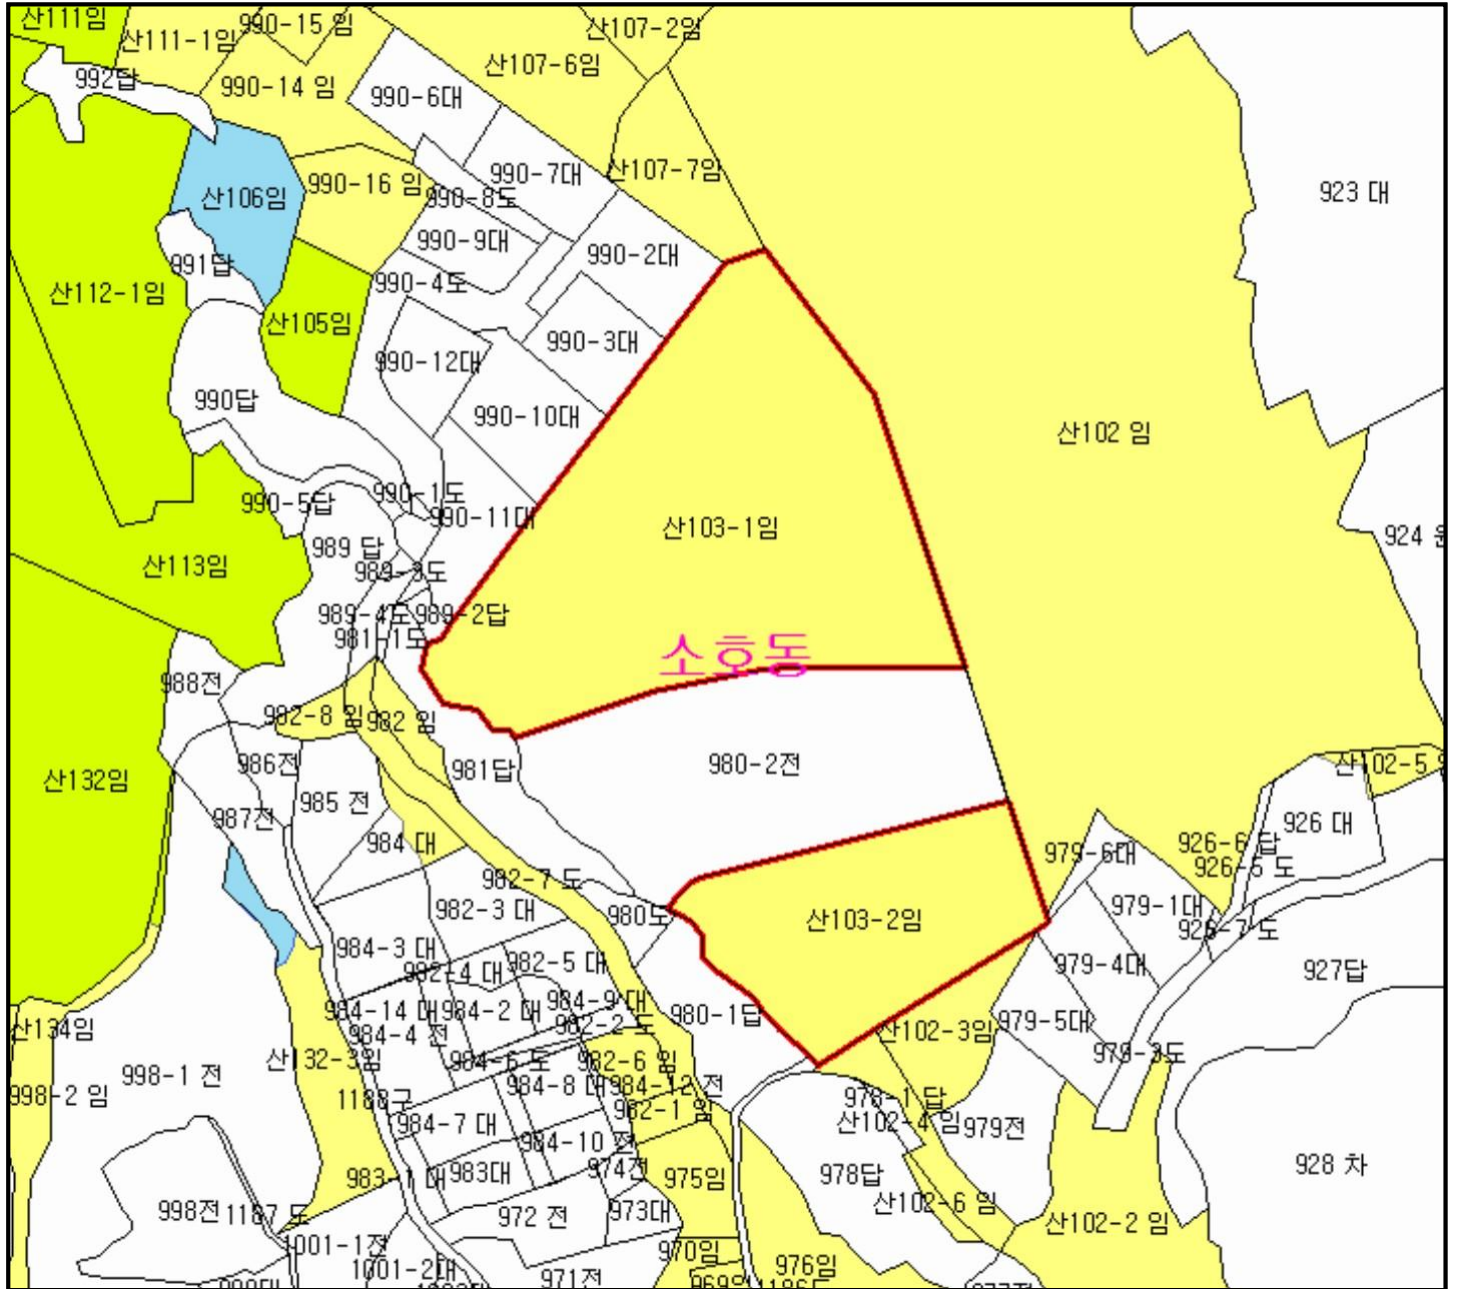 산111임
산111-1임
990-15 임
산107-2임
992답
990-14 임
990-6대
산107-6임
990-7대
산107-7임
산106임
990-16 임
990-8도
923 대
990-9대
990-2대
991답
990-4도
산112-1임
산105임
990-3대
990-12대
990답
990-10대
산102 임
990-5답
990-1도
990-11대
산103-1임
924
989 답
산113임
989-3도
989-4도
989-2답
981-1도
소호동
988전
982-8 임
982 임
986전
981답
980-2전
산102-5
산132임
985 전
987전
984 대
926 대
926-6 답
979-6대
926-5 도
982-7 도
982-3 대
980도
산103-2임
979-1대
926-7 도
984-3 대
982-4 대
982-5 대
979-4대
927답
984-14 대
984-2 대
984-9 대
980-1답
982-2 도
979-5대
산134임
984-4 전
산102-3임
산132-3임
984-6 도
982-6 임
979-3도
998-1 전
984-8 대
984-12 전
998-2 임
1188구
978-1 답
982-1 임
984-7 대
산102-4 임
979전
984-10 전
983-1 대
983대
974전
975임
978답
928 차
산102-6 임
998전
1187 도
972 전
973대
산102-2 임
1001-1전
970임
976임
1001-2대
971전
969임